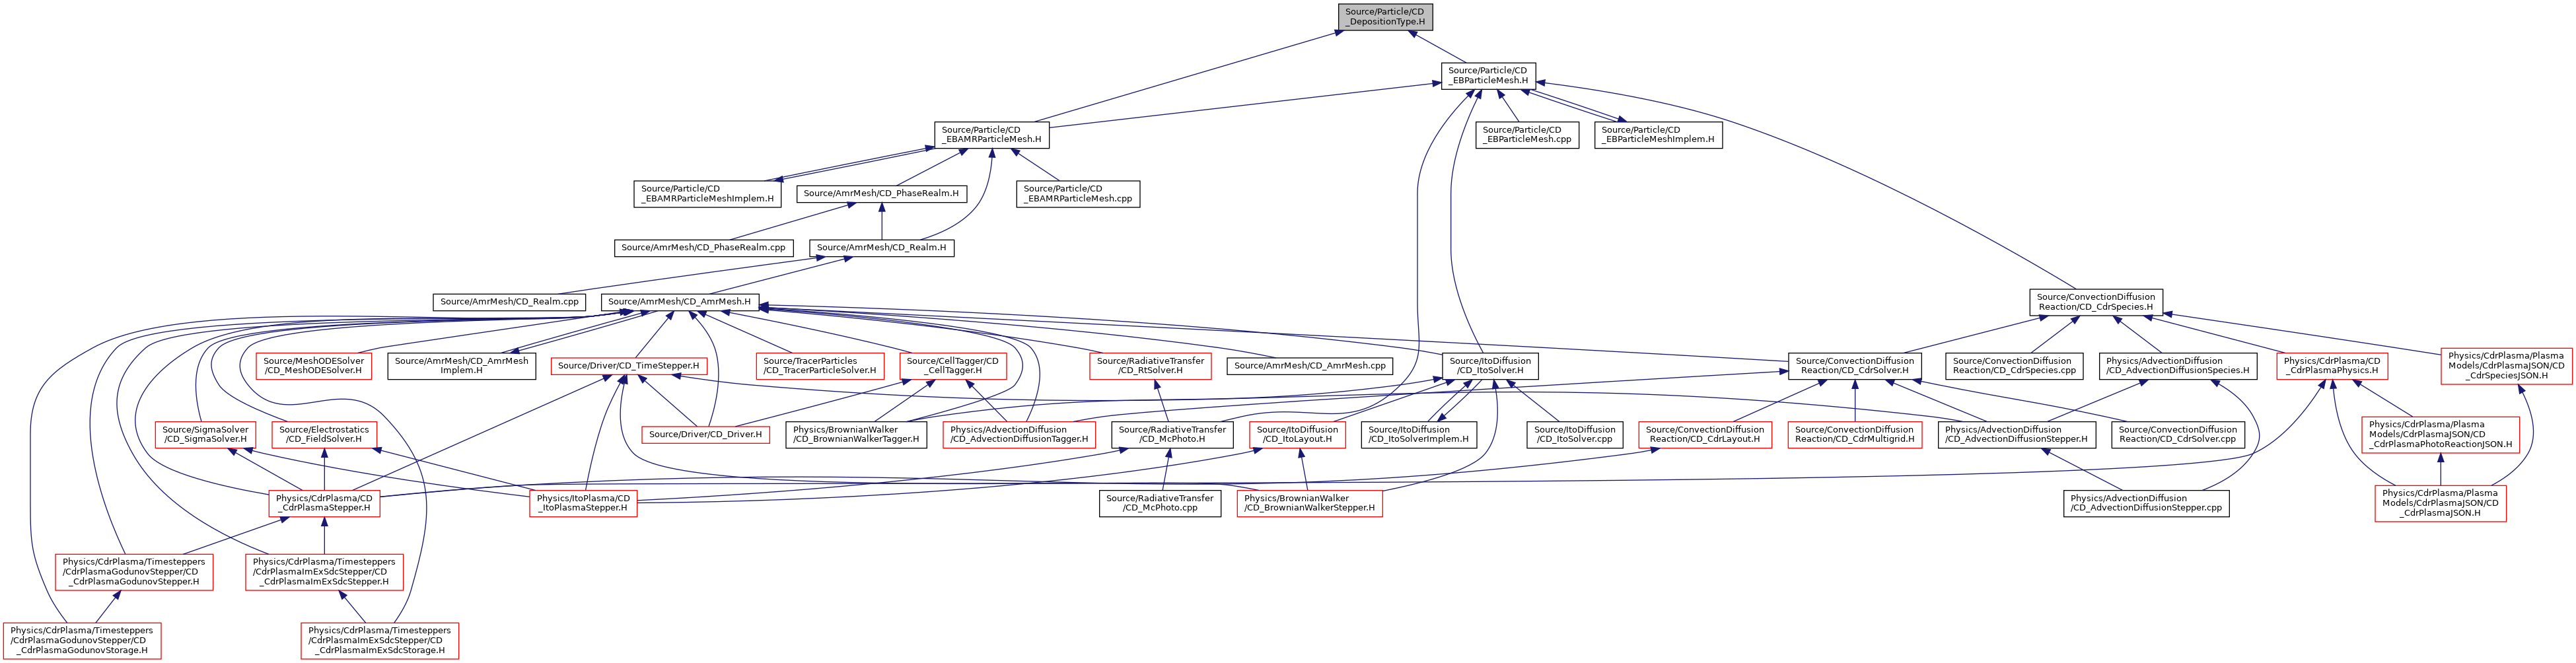 Source/Particle/CD
_DepositionType.H
Source/Particle/CD
_EBParticleMesh.H
Source/Particle/CD
_EBAMRParticleMesh.H
Source/Particle/CD
_EBParticleMesh.cpp
Source/Particle/CD
_EBParticleMeshImplem.H
Source/Particle/CD
_EBAMRParticleMeshImplem.H
Source/AmrMesh/CD_PhaseRealm.H
Source/Particle/CD
_EBAMRParticleMesh.cpp
Source/AmrMesh/CD_PhaseRealm.cpp
Source/AmrMesh/CD_Realm.H
Source/AmrMesh/CD_Realm.cpp
Source/AmrMesh/CD_AmrMesh.H
Source/ConvectionDiffusion
Reaction/CD_CdrSpecies.H
Source/MeshODESolver
/CD_MeshODESolver.H
Source/AmrMesh/CD_AmrMesh
Implem.H
Source/Driver/CD_TimeStepper.H
Source/TracerParticles
/CD_TracerParticleSolver.H
Source/CellTagger/CD
_CellTagger.H
Source/RadiativeTransfer
/CD_RtSolver.H
Source/AmrMesh/CD_AmrMesh.cpp
Source/ItoDiffusion
/CD_ItoSolver.H
Source/ConvectionDiffusion
Reaction/CD_CdrSolver.H
Source/ConvectionDiffusion
Reaction/CD_CdrSpecies.cpp
Physics/AdvectionDiffusion
/CD_AdvectionDiffusionSpecies.H
Physics/CdrPlasma/CD
_CdrPlasmaPhysics.H
Physics/CdrPlasma/Plasma
Models/CdrPlasmaJSON/CD
_CdrSpeciesJSON.H
Source/SigmaSolver
/CD_SigmaSolver.H
Source/Electrostatics
/CD_FieldSolver.H
Source/Driver/CD_Driver.H
Physics/BrownianWalker
/CD_BrownianWalkerTagger.H
Physics/AdvectionDiffusion
/CD_AdvectionDiffusionTagger.H
Source/RadiativeTransfer
/CD_McPhoto.H
Source/ItoDiffusion
/CD_ItoLayout.H
Source/ItoDiffusion
/CD_ItoSolverImplem.H
Source/ItoDiffusion
/CD_ItoSolver.cpp
Source/ConvectionDiffusion
Reaction/CD_CdrLayout.H
Source/ConvectionDiffusion
Reaction/CD_CdrMultigrid.H
Physics/AdvectionDiffusion
/CD_AdvectionDiffusionStepper.H
Source/ConvectionDiffusion
Reaction/CD_CdrSolver.cpp
Physics/CdrPlasma/Plasma
Models/CdrPlasmaJSON/CD
_CdrPlasmaPhotoReactionJSON.H
Physics/CdrPlasma/CD
_CdrPlasmaStepper.H
Physics/ItoPlasma/CD
_ItoPlasmaStepper.H
Source/RadiativeTransfer
/CD_McPhoto.cpp
Physics/BrownianWalker
/CD_BrownianWalkerStepper.H
Physics/AdvectionDiffusion
/CD_AdvectionDiffusionStepper.cpp
Physics/CdrPlasma/Plasma
Models/CdrPlasmaJSON/CD
_CdrPlasmaJSON.H
Physics/CdrPlasma/Timesteppers
/CdrPlasmaGodunovStepper/CD
_CdrPlasmaGodunovStepper.H
Physics/CdrPlasma/Timesteppers
/CdrPlasmaImExSdcStepper/CD
_CdrPlasmaImExSdcStepper.H
Physics/CdrPlasma/Timesteppers
/CdrPlasmaGodunovStepper/CD
_CdrPlasmaGodunovStorage.H
Physics/CdrPlasma/Timesteppers
/CdrPlasmaImExSdcStepper/CD
_CdrPlasmaImExSdcStorage.H